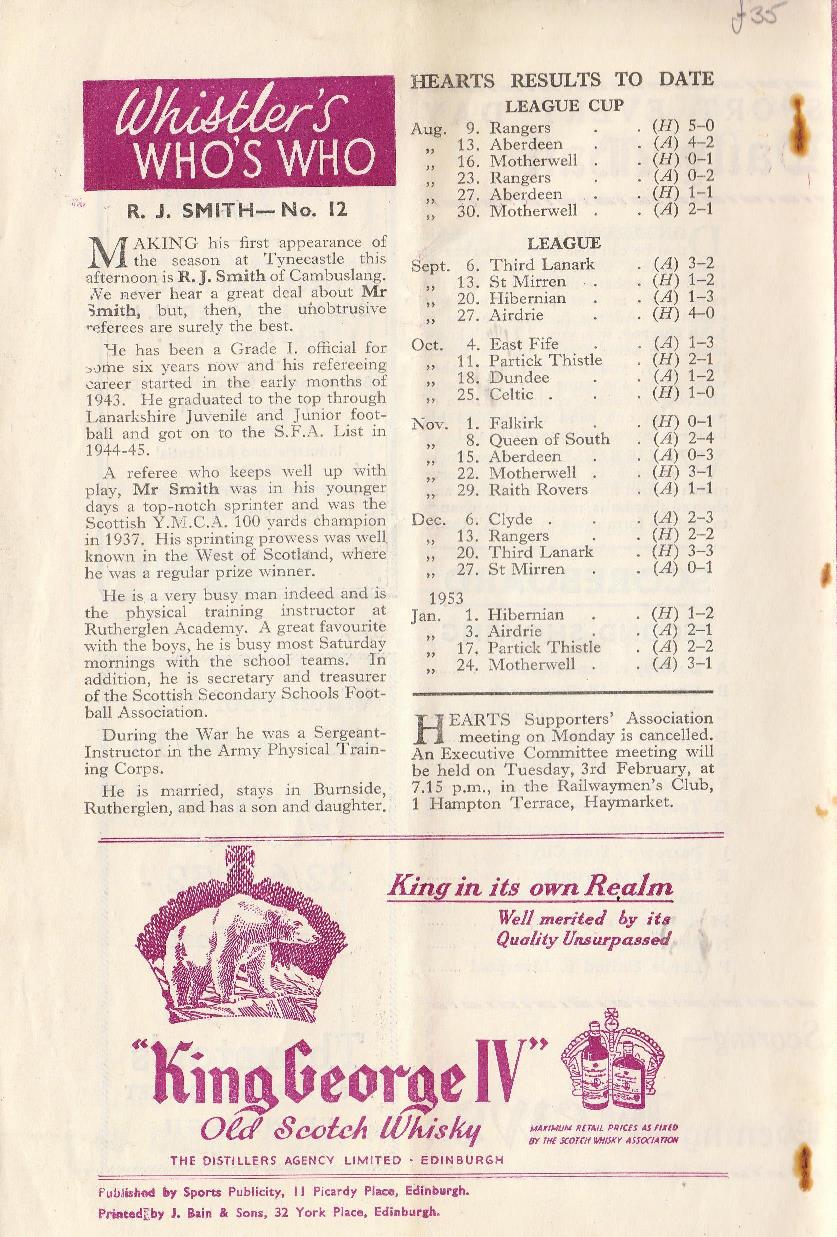 £35
Whistler's
WHO'S WHO
R. J. SMITH—No. 12
MAKING his first appearance of
the season at Tynecastle this
afternoon is R. J. Smith of Cambuslang.
We never hear a great deal about Mr
Smith, but, then, the unobtrusive
referees are surely the best.
He has been a Grade I. official for
some six years now and his refereeing
career started in the early months of
1943. He graduated to the top through
Lanarkshire Juvenile and Junior foot-
ball and got on to the S.F.A. List in
1944-45.
A referee who keeps well up with
play, Mr Smith was in his younger
days a top-notch sprinter and was the
Scottish Y.M.C.A. 100 yards champion
in 1937. His sprinting prowess was well
known in the West of Scotland, where
he was a regular prize winner.
He is a very busy man indeed and is
the physical training instructor at
Rutherglen Academy. A great favourite
with the boys, he is busy most Saturday
mornings with the school teams. In
addition, he is secretary and treasurer
of the Scottish Secondary Schools Foot-
ball Association.
During the War he was a Sergeant-
Instructor in the Army Physical Train-
ing Corps.
He is married, stays in Burnside,
Rutherglen, and has a son and daughter.
HEARTS RESULTS TO DATE
LEAGUE CUP
Aug. 9. Rangers . . (H) 5-0
„ 13. Aberdeen . . (A) 4-2
„ 16. Motherwell . . (H) 0-1
„ 23. Rangers . . (A) 0-2
„ 27. Aberdeen . . (H) 1-1
„ 30. Motherwell . . (A) 2-1
LEAGUE
Sept. 6. Third Lanark . (A) 3-2
„ 13. St Mirren . . (H) 1-2
„ 20. Hibernian . . (A) 1-3
„ 27. Airdrie . . (H) 4-0
Oct. 4. East Fife . . (A) 1-3
„ 11. Partick Thistle . (H) 2-1
„ 18. Dundee . . (A) 1-2
„ 25. Celtic . . . (H) 1-0
Nov. 1. Falkirk . . (H) 0-1
„ 8. Queen of South . (A) 2-4
„ 15. Aberdeen . . (A) 0-3
„ 22. Motherwell . . (H) 3-1
„ 29. Raith Rovers . (A) 1-1
Dec. 6. Clyde . . . (A) 2-3
„ 13. Rangers . . (H) 2-2
„ 20. Third Lanark . (H) 3-3
„ 27. St Mirren . . (A) 0-1
1953
Jan. 1. Hibernian . . (H) 1-2
„ 3. Airdrie . . (A) 2-1
„ 17. Partick Thistle . (A) 2-2
„ 24. Motherwell . . (A) 3-1
HEARTS Supporters' Association
meeting on Monday is cancelled.
An Executive Committee meeting will
be held on Tuesday, 3rd February, at
7.15 p.m., in the Railwaymen's Club,
1 Hampton Terrace, Haymarket.
King in its own Realm
Well merited by its
Quality Unsurpassed
"King George IV"
Old Scotch Whisky
MAXIMUM RETAIL PRICES AS FIXED
BY THE SCOTCH WHISKY ASSOCIATION
THE DISTILLERS AGENCY LIMITED · EDINBURGH
Published by Sports Publicity, 11 Picardy Place, Edinburgh.
Printed by J. Bain & Sons, 32 York Place, Edinburgh.